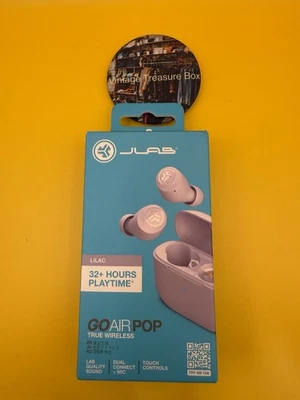 Vintage Treasure Box
JLAB
LILAC
32+ HOURS
PLAYTIME*
GO AIR POP
TRUE WIRELESS
LAB
QUALITY
SOUND
DUAL
CONNECT
+ MIC
TOUCH
CONTROLS